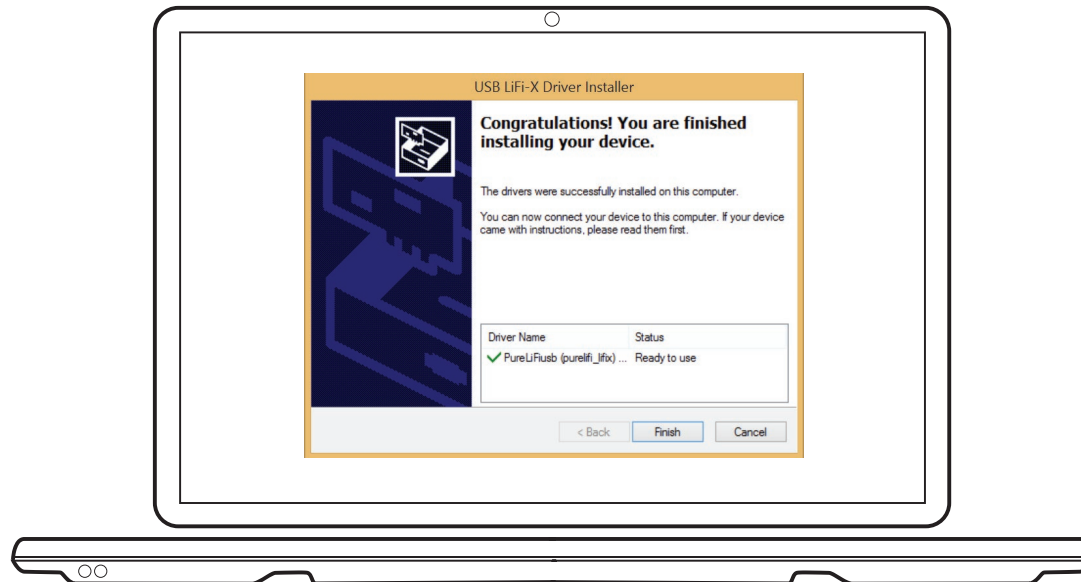 USB LiFi-X Driver Installer
Congratulations! You are finished
installing your device.
The drivers were successfully installed on this computer.
You can now connect your device to this computer. If your device
came with instructions, please read them first.
Driver Name Status
PureLiFiusb (purelifi_lifix) ... Ready to use
< Back Finish Cancel